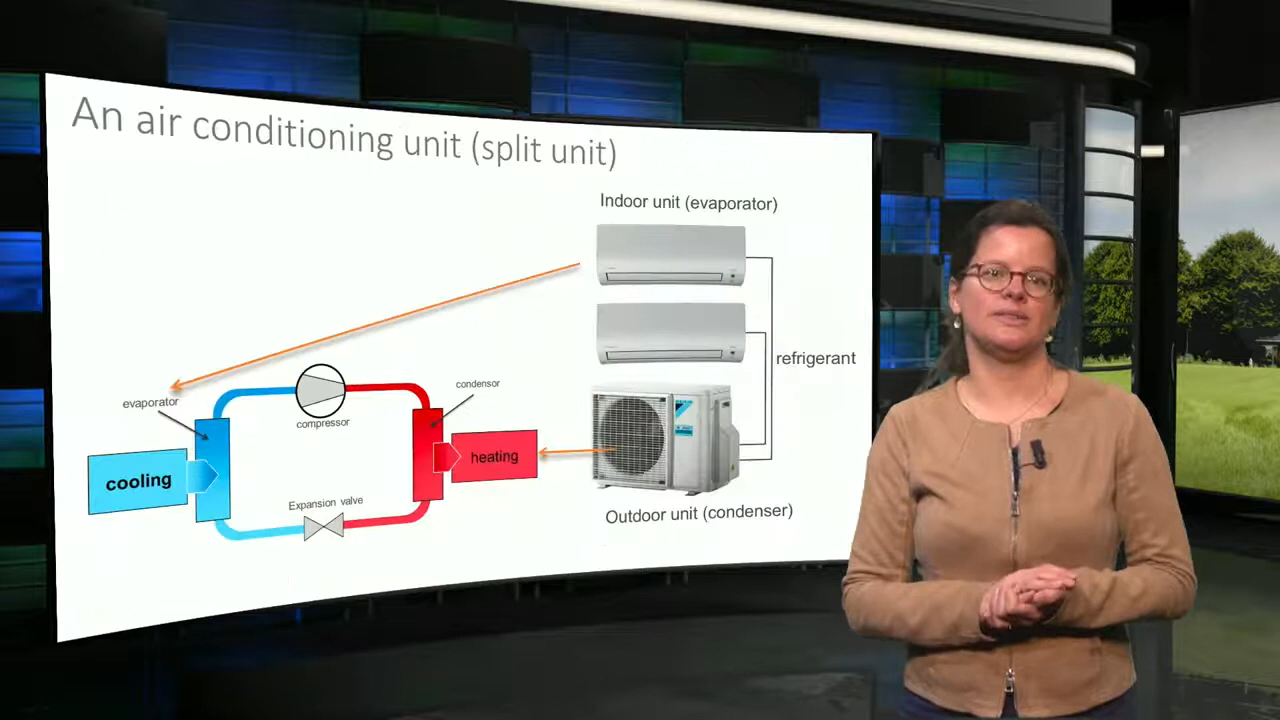 An air conditioning unit (split unit)
Indoor unit (evaporator)
refrigerant
evaporator
compressor
condensor
cooling
heating
Expansion valve
DAIKIN
Outdoor unit (condenser)